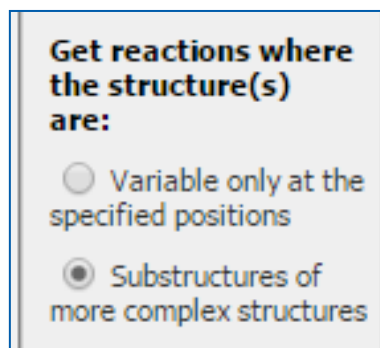 Get reactions where
the structure(s)
are:
Variable only at the
specified positions
Substructures of
more complex structures